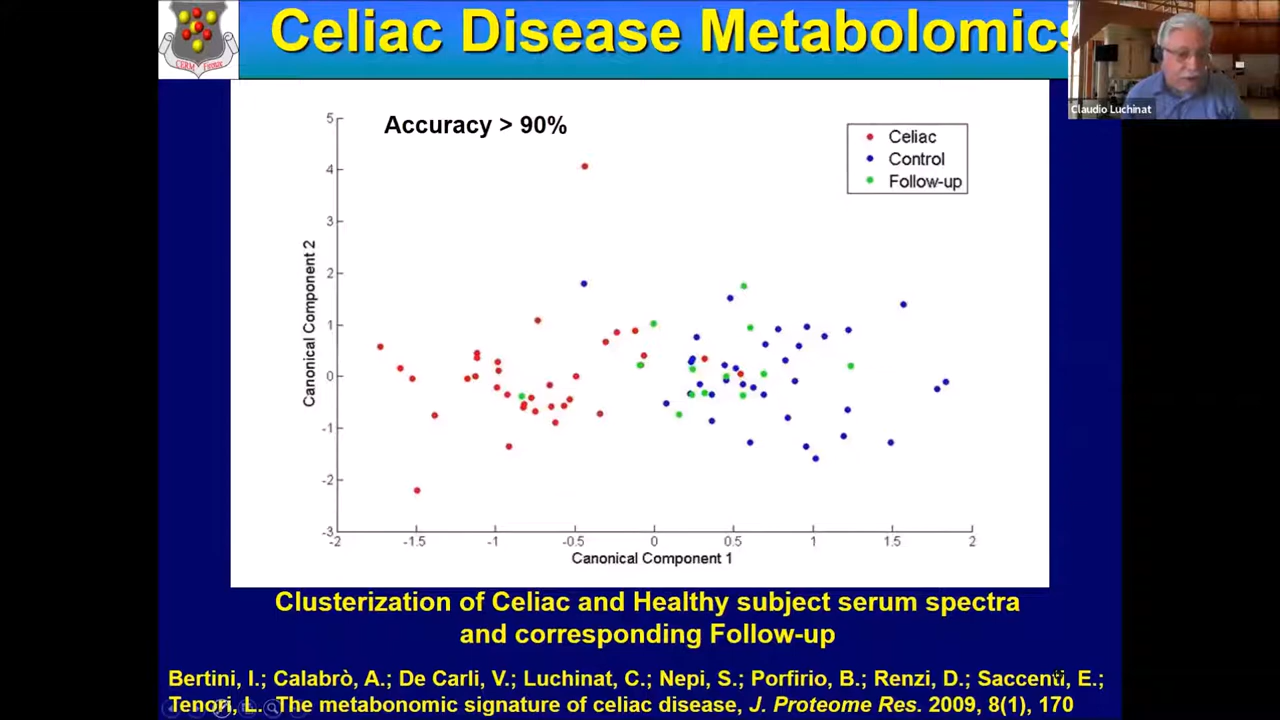 Celiac Disease Metabolomics
CERM Firenze
Claudio Luchinat
Accuracy > 90%
Celiac
Control
Follow-up
5
4
3
2
1
0
-1
-2
-3
Canonical Component 2
-2
-1.5
-1
-0.5
0
0.5
1
1.5
2
Canonical Component 1
Clusterization of Celiac and Healthy subject serum spectra
and corresponding Follow-up
Bertini, I.; Calabrò, A.; De Carli, V.; Luchinat, C.; Nepi, S.; Porfirio, B.; Renzi, D.; Saccenti, E.;
Tenori, L. The metabonomic signature of celiac disease, J. Proteome Res. 2009, 8(1), 170